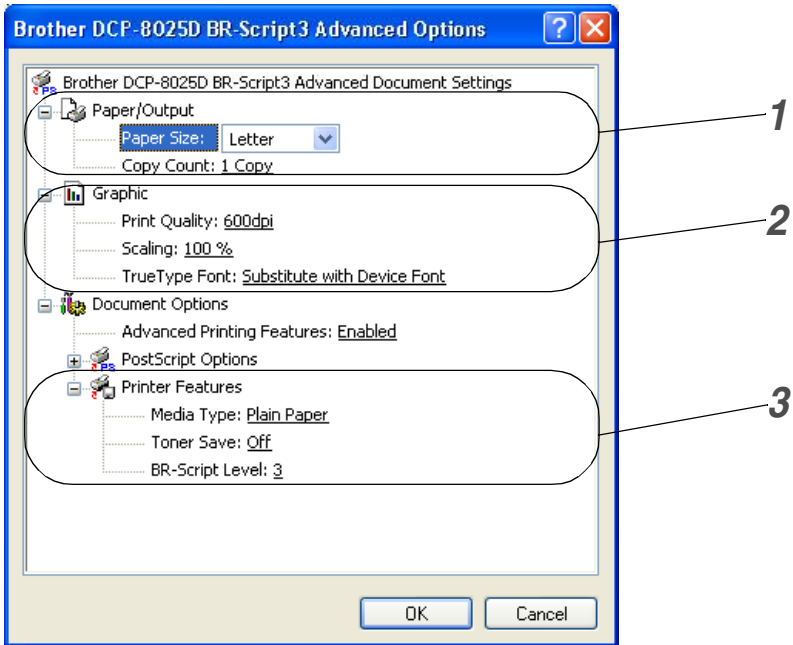 Brother DCP-8025D BR-Script3 Advanced Options
Brother DCP-8025D BR-Script3 Advanced Document Settings
Paper/Output
Paper Size: Letter
Copy Count: 1 Copy
1
Graphic
Print Quality: 600dpi
Scaling: 100 %
TrueType Font: Substitute with Device Font
2
Document Options
Advanced Printing Features: Enabled
PS PostScript Options
Printer Features
Media Type: Plain Paper
Toner Save: Off
BR-Script Level: 3
3
OK Cancel